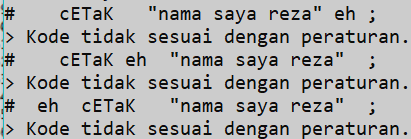 #    cETaK   "nama saya reza" eh ;
> Kode tidak sesuai dengan peraturan.
#    cETaK eh  "nama saya reza"  ;
> Kode tidak sesuai dengan peraturan.
#  eh  cETaK   "nama saya reza"  ;
> Kode tidak sesuai dengan peraturan.